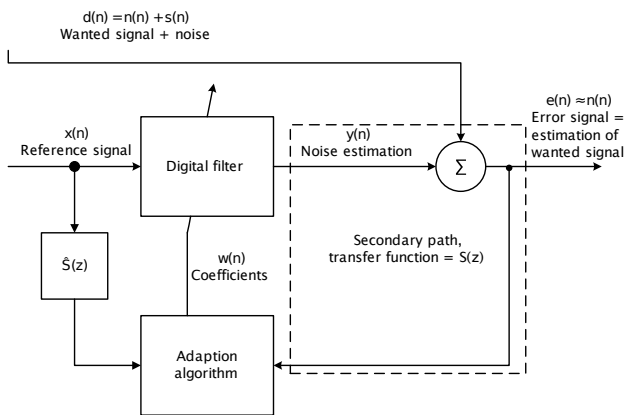 d(n) =n(n) +s(n)
Wanted signal + noise
e(n) ≈n(n)
Error signal =
estimation of
wanted signal
x(n)
Reference signal
Digital filter
y(n)
Noise estimation
Σ
Ŝ(z)
w(n)
Coefficients
Secondary path,
transfer function = S(z)
Adaption
algorithm